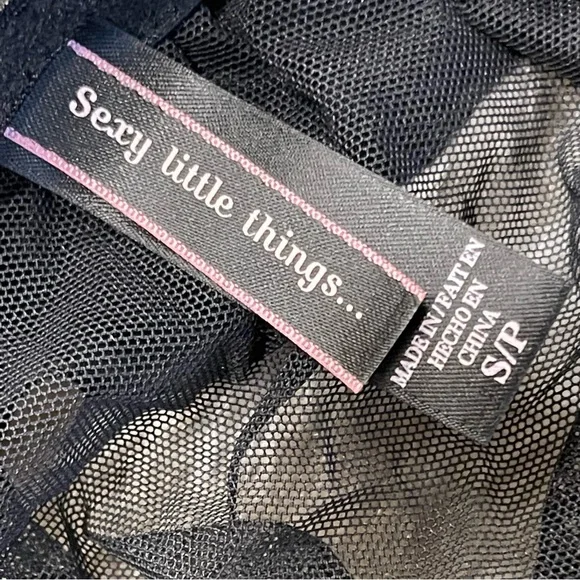 Sexy little things...
MADE IN / FAIT EN
HECHO EN
CHINA
S/P